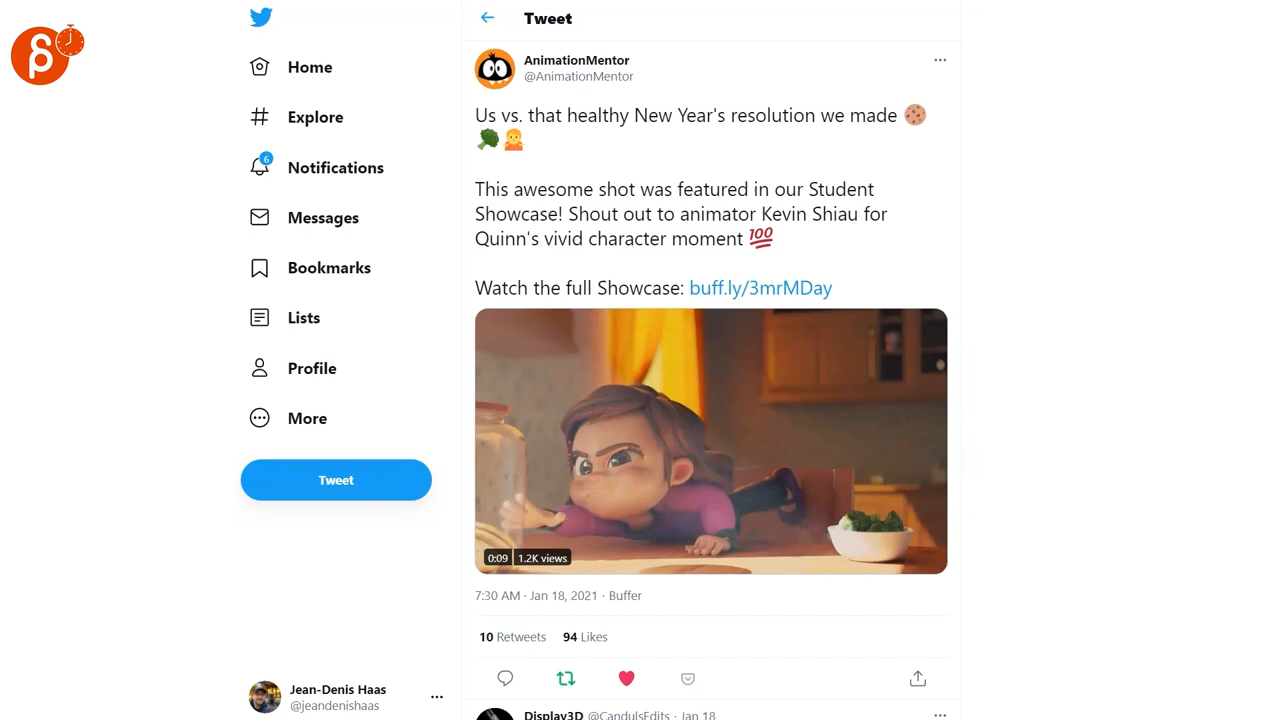 Tweet
AnimationMentor
@AnimationMentor
Us vs. that healthy New Year's resolution we made 🍪
🥦🤷
This awesome shot was featured in our Student
Showcase! Shout out to animator Kevin Shiau for
Quinn's vivid character moment 💯
Watch the full Showcase: buff.ly/3mrMDay
0:09 1.2K views
7:30 AM · Jan 18, 2021 · Buffer
10 Retweets 94 Likes
Display3D @CandulsEdits · Jan 18
Home
Explore
6
Notifications
Messages
Bookmarks
Lists
Profile
More
Tweet
Jean-Denis Haas
@jeandenishaas